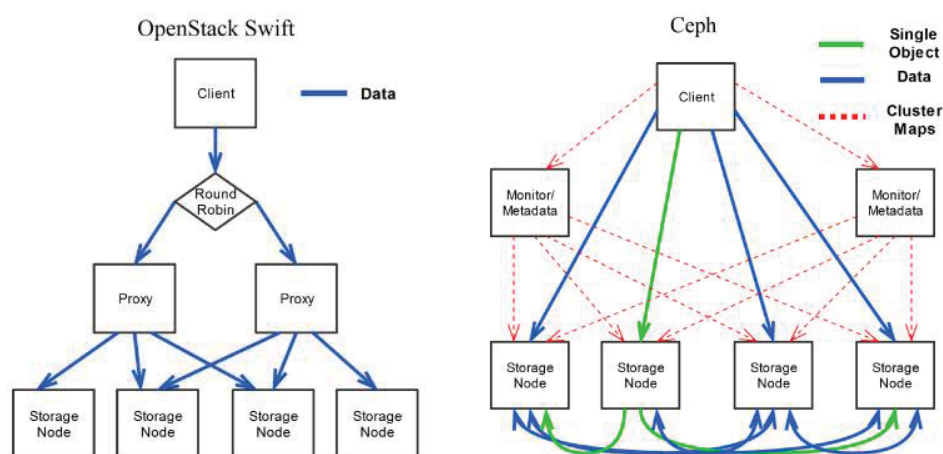 OpenStack Swift
Client
Data
Round
Robin
Proxy
Proxy
Storage
Node
Storage
Node
Storage
Node
Storage
Node
Ceph
Single
Object
Data
Cluster
Maps
Client
Monitor/
Metadata
Monitor/
Metadata
Storage
Node
Storage
Node
Storage
Node
Storage
Node